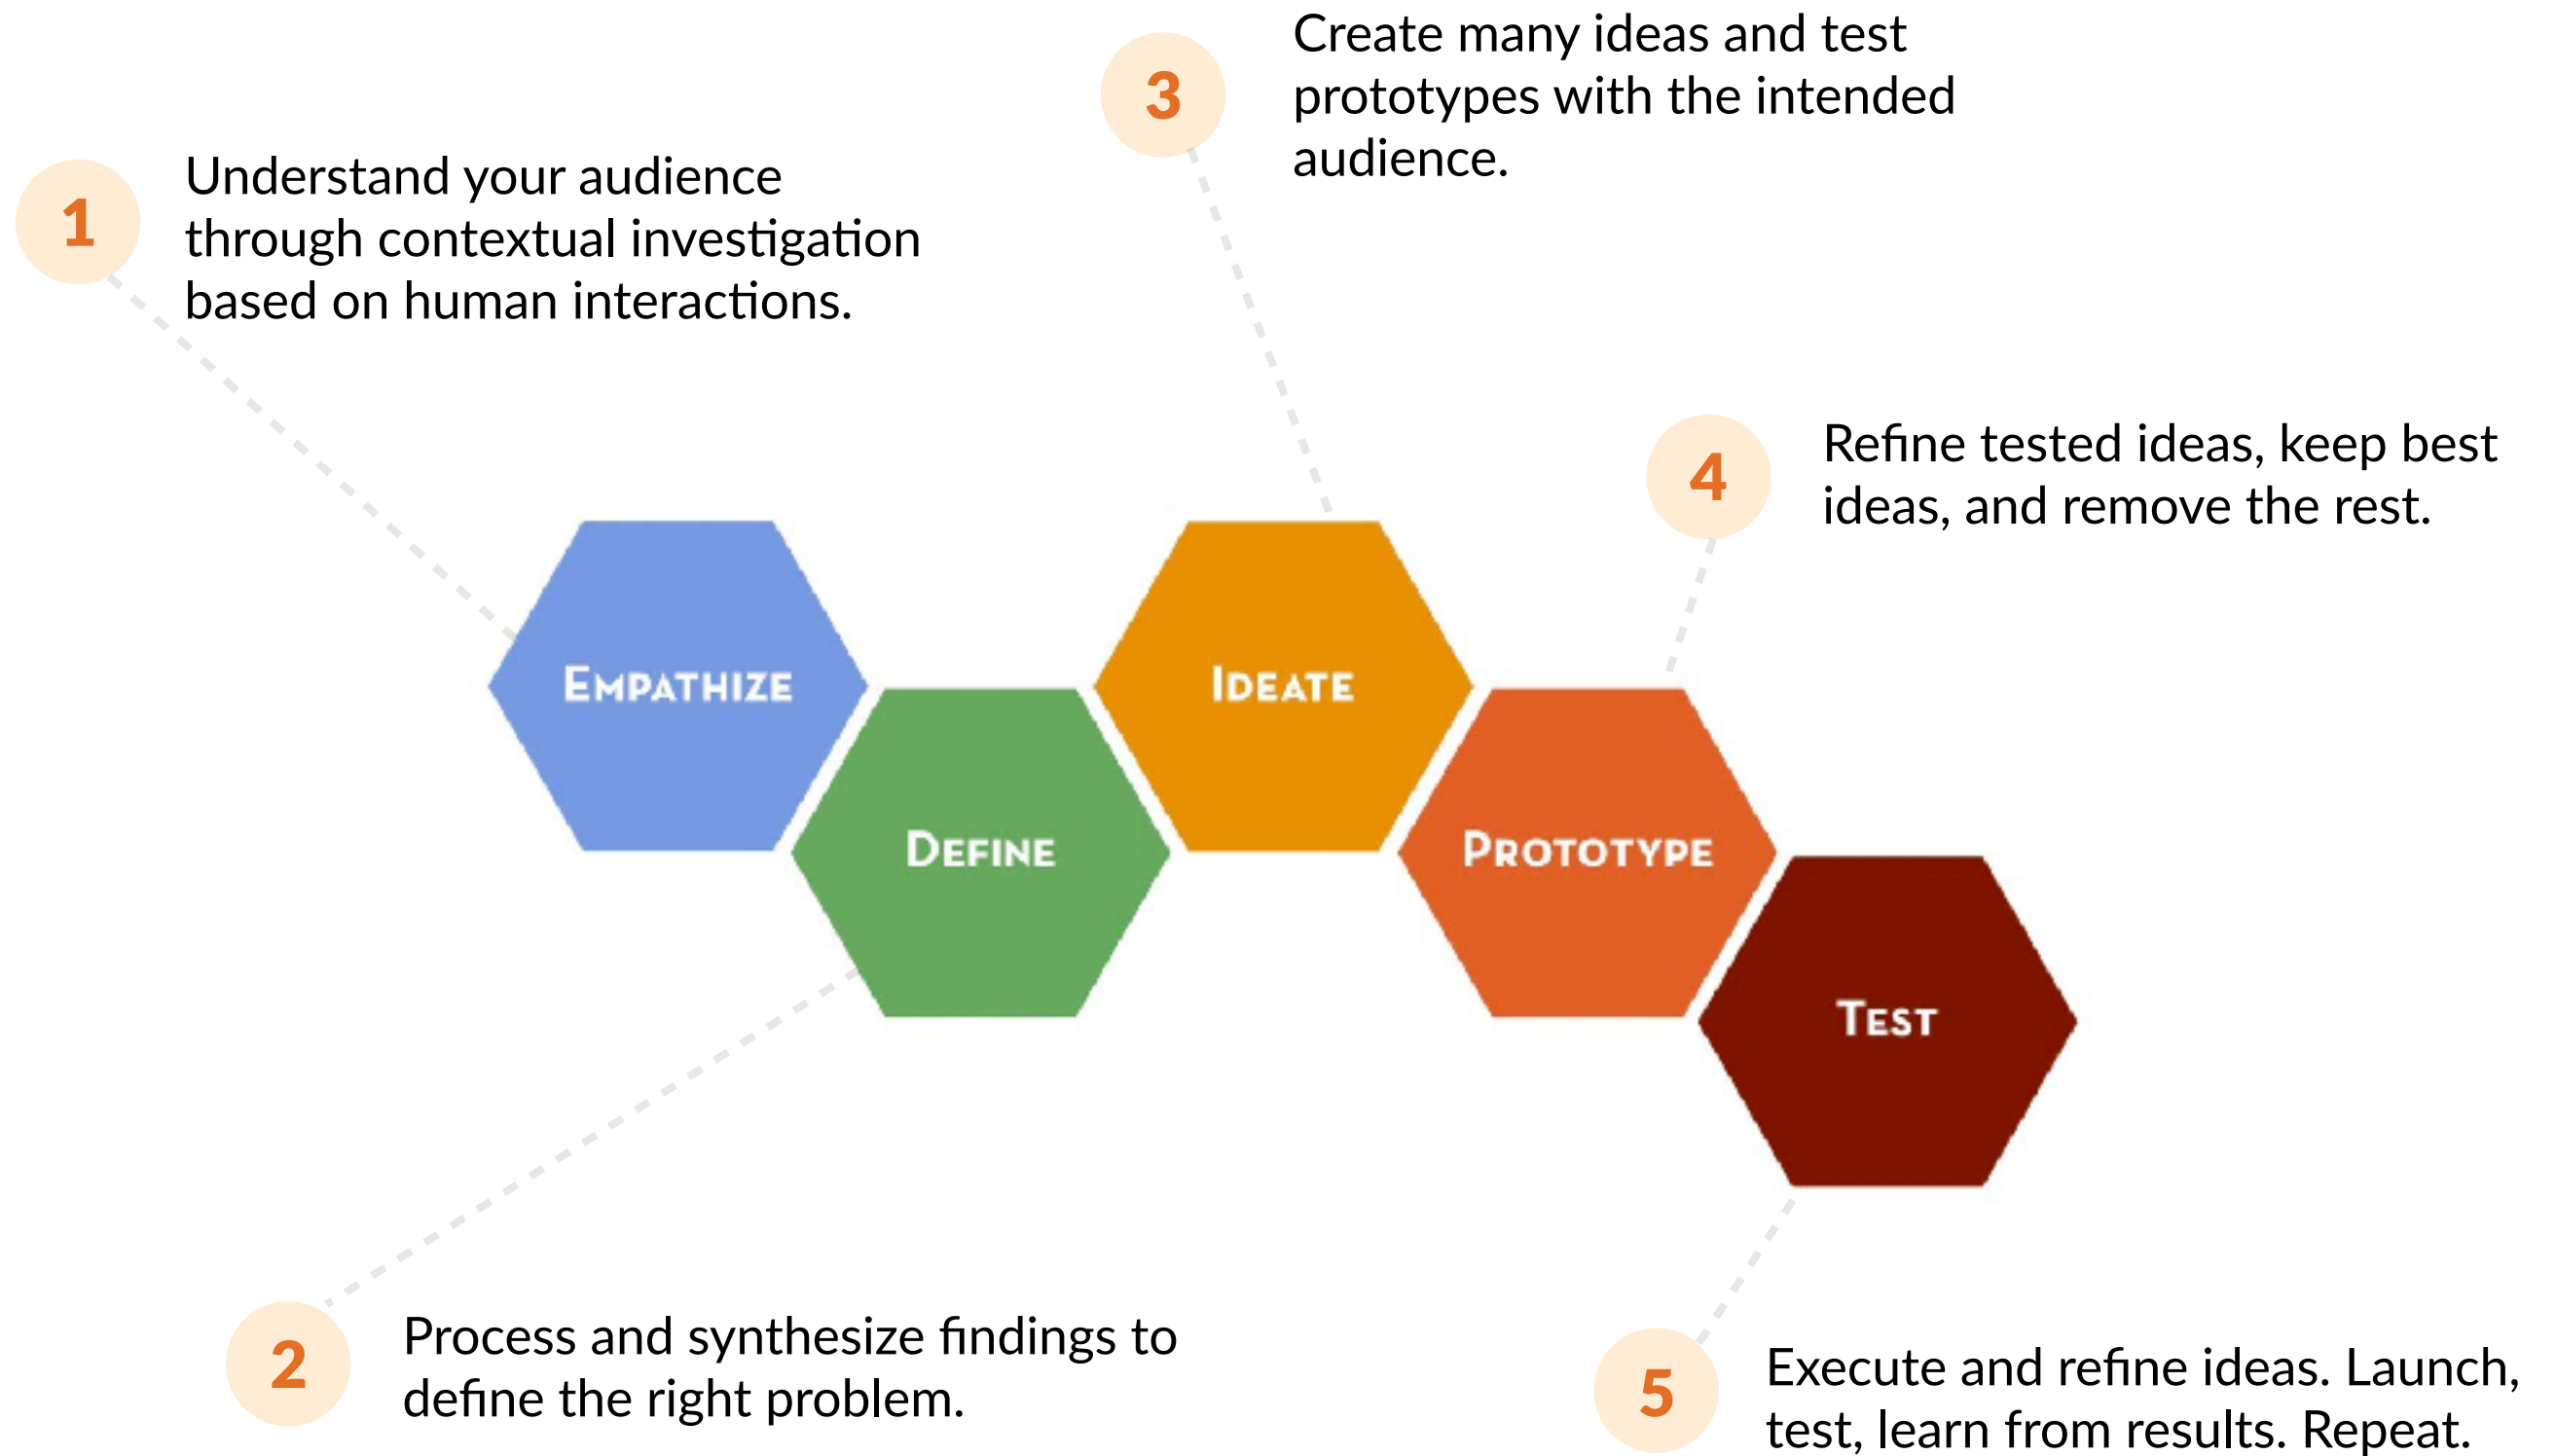 1
Understand your audience
through contextual investigation
based on human interactions.
3
Create many ideas and test
prototypes with the intended
audience.
4
Refine tested ideas, keep best
ideas, and remove the rest.
EMPATHIZE
DEFINE
IDEATE
PROTOTYPE
TEST
2
Process and synthesize findings to
define the right problem.
5
Execute and refine ideas. Launch,
test, learn from results. Repeat.